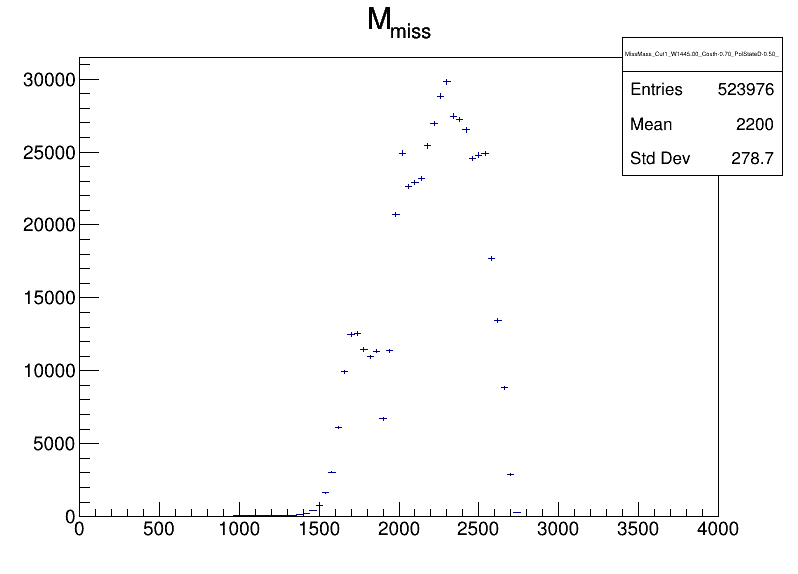 M_miss
MissMass_Cut1_W1445.00_Costh-0.70_PolState0-0.50_
Entries 523976
Mean 2200
Std Dev 278.7
30000
25000
20000
15000
10000
5000
0
0 500 1000 1500 2000 2500 3000 3500 4000